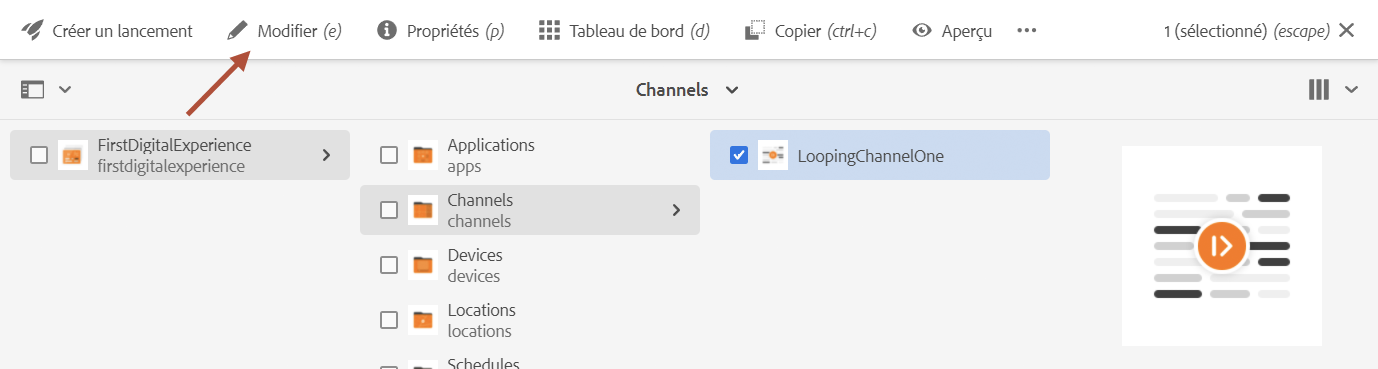 Créer un lancement Modifier (e) Propriétés (p) Tableau de bord (d) Copier (ctrl+c) Aperçu 1 (sélectionné) (escape)
Channels
FirstDigitalExperience
firstdigitalexperience
Applications
apps
Channels
channels
Devices
devices
Locations
locations
Schedules
LoopingChannelOne